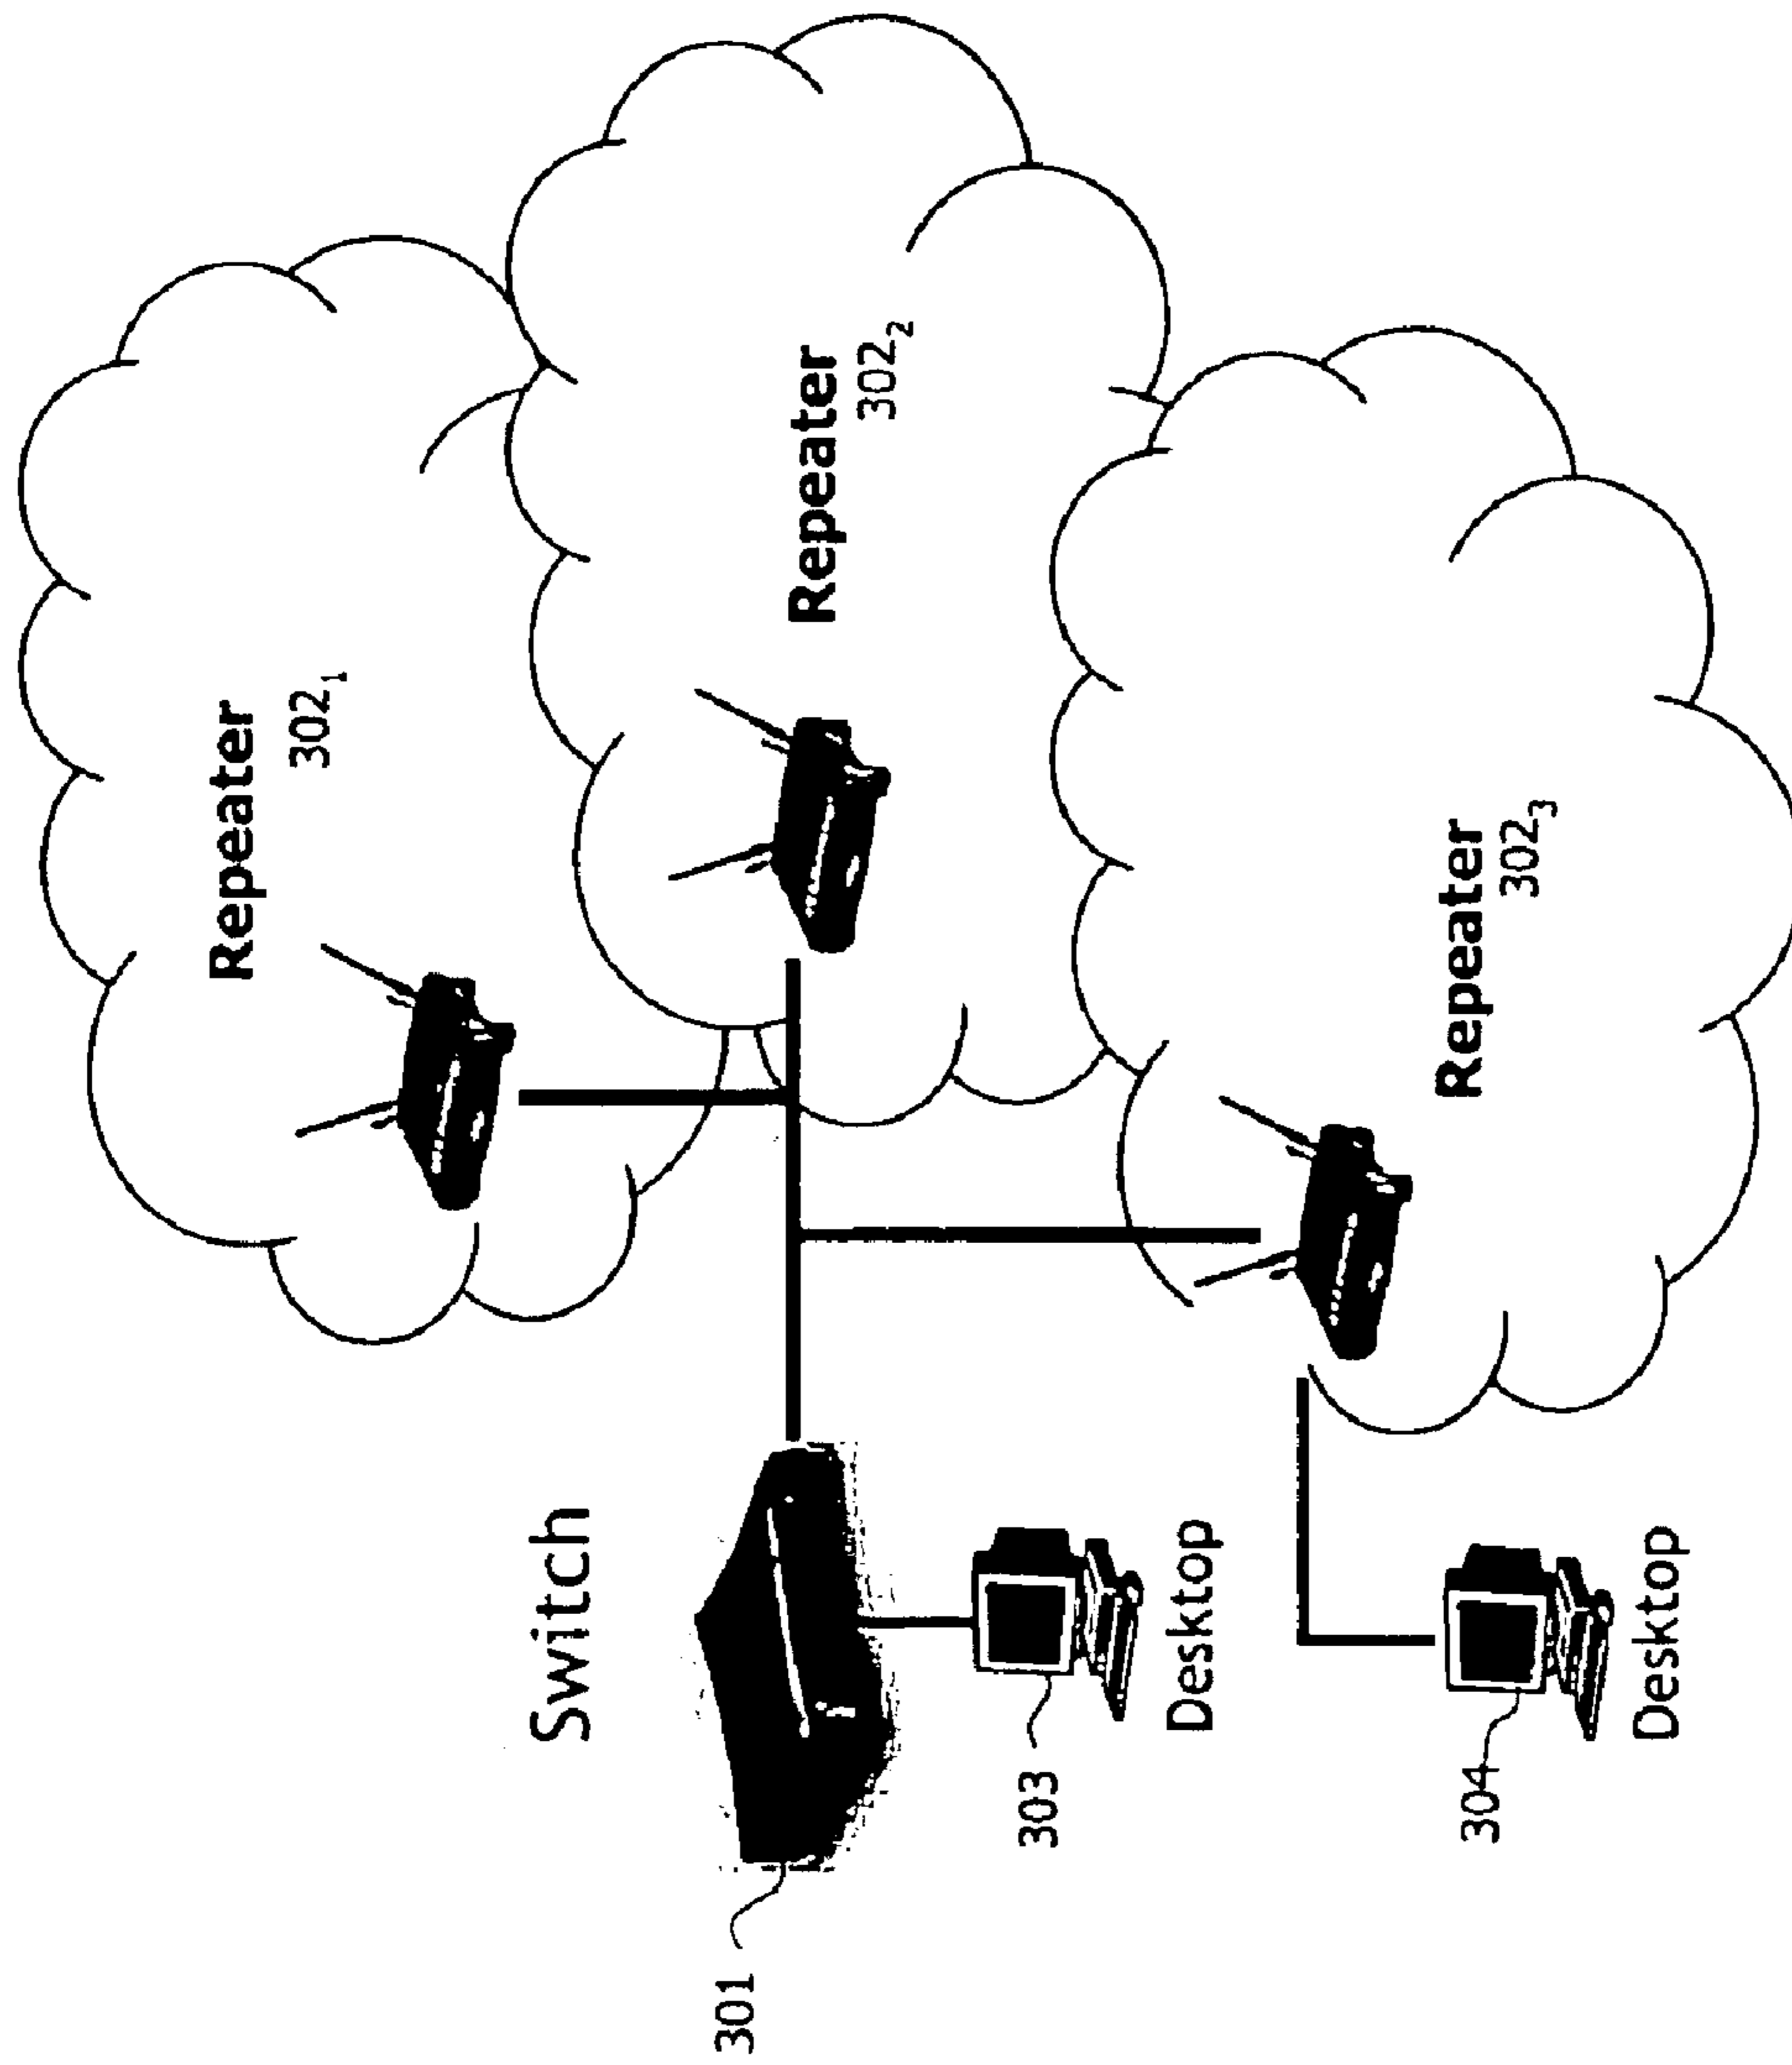 Repeater
302₁
Repeater
302₂
Repeater
302₃
Switch
301
303
Desktop
304
Desktop